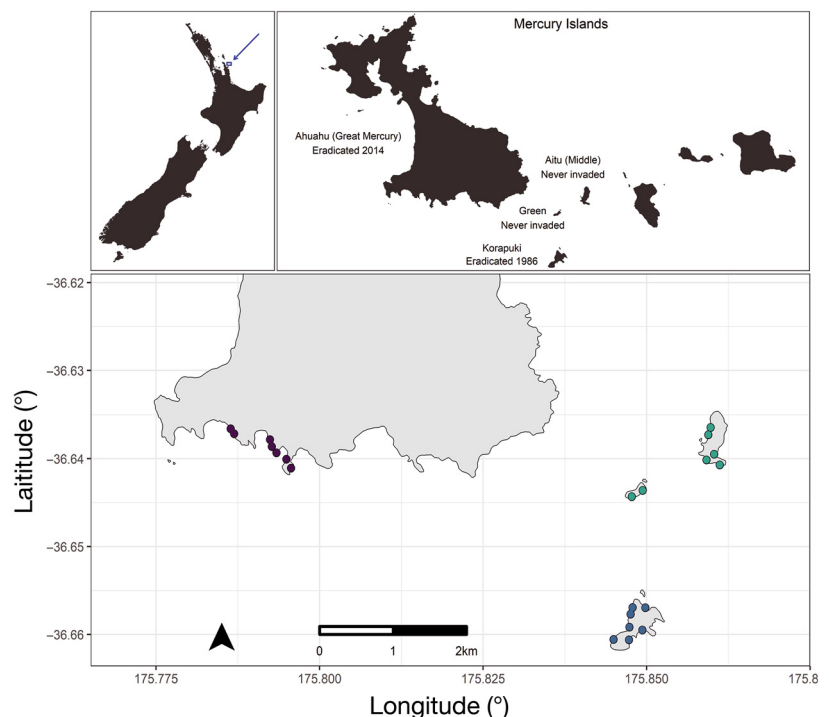 Mercury Islands
Ahuahu (Great Mercury)
Eradicated 2014
Aitu (Middle)
Never invaded
Green
Never invaded
Korapuki
Eradicated 1986
−36.62
−36.63
−36.64
−36.65
−36.66
Laititude (°)
0
1
2km
175.775
175.800
175.825
175.850
175.8
Longitude (°)